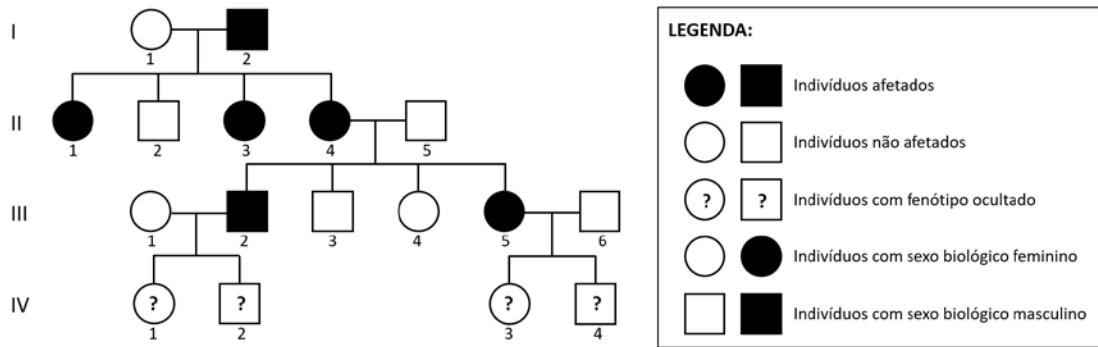 I
1 2
II
1 2 3 4 5
III
1 2 3 4 5 6
IV
? ? ? ?
1 2 3 4
LEGENDA:
Indivíduos afetados
Indivíduos não afetados
? ? Indivíduos com fenótipo ocultado
Indivíduos com sexo biológico feminino
Indivíduos com sexo biológico masculino